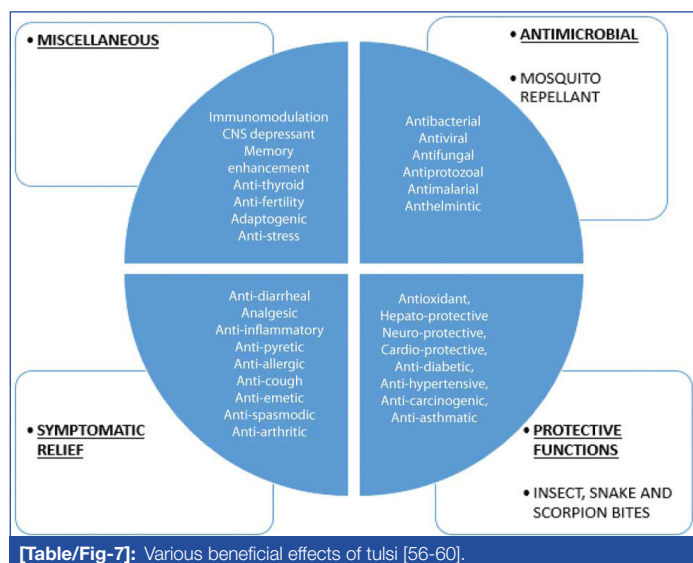 • MISCELLANEOUS
Immunomodulation
CNS depressant
Memory
enhancement
Anti-thyroid
Anti-fertility
Adaptogenic
Anti-stress
• ANTIMICROBIAL
• MOSQUITO
REPELLANT
Antibacterial
Antiviral
Antifungal
Antiprotozoal
Antimalarial
Anthelmintic
Anti-diarrheal
Analgesic
Anti-inflammatory
Anti-pyretic
Anti-allergic
Anti-cough
Anti-emetic
Anti-spasmodic
Anti-arthritic
• SYMPTOMATIC
RELIEF
Antioxidant,
Hepato-protective
Neuro-protective,
Cardio-protective,
Anti-diabetic,
Anti-hypertensive,
Anti-carcinogenic,
Anti-asthmatic
• PROTECTIVE
FUNCTIONS
• INSECT, SNAKE AND
SCORPION BITES
[Table/Fig-7]: Various beneficial effects of tulsi [56-60].